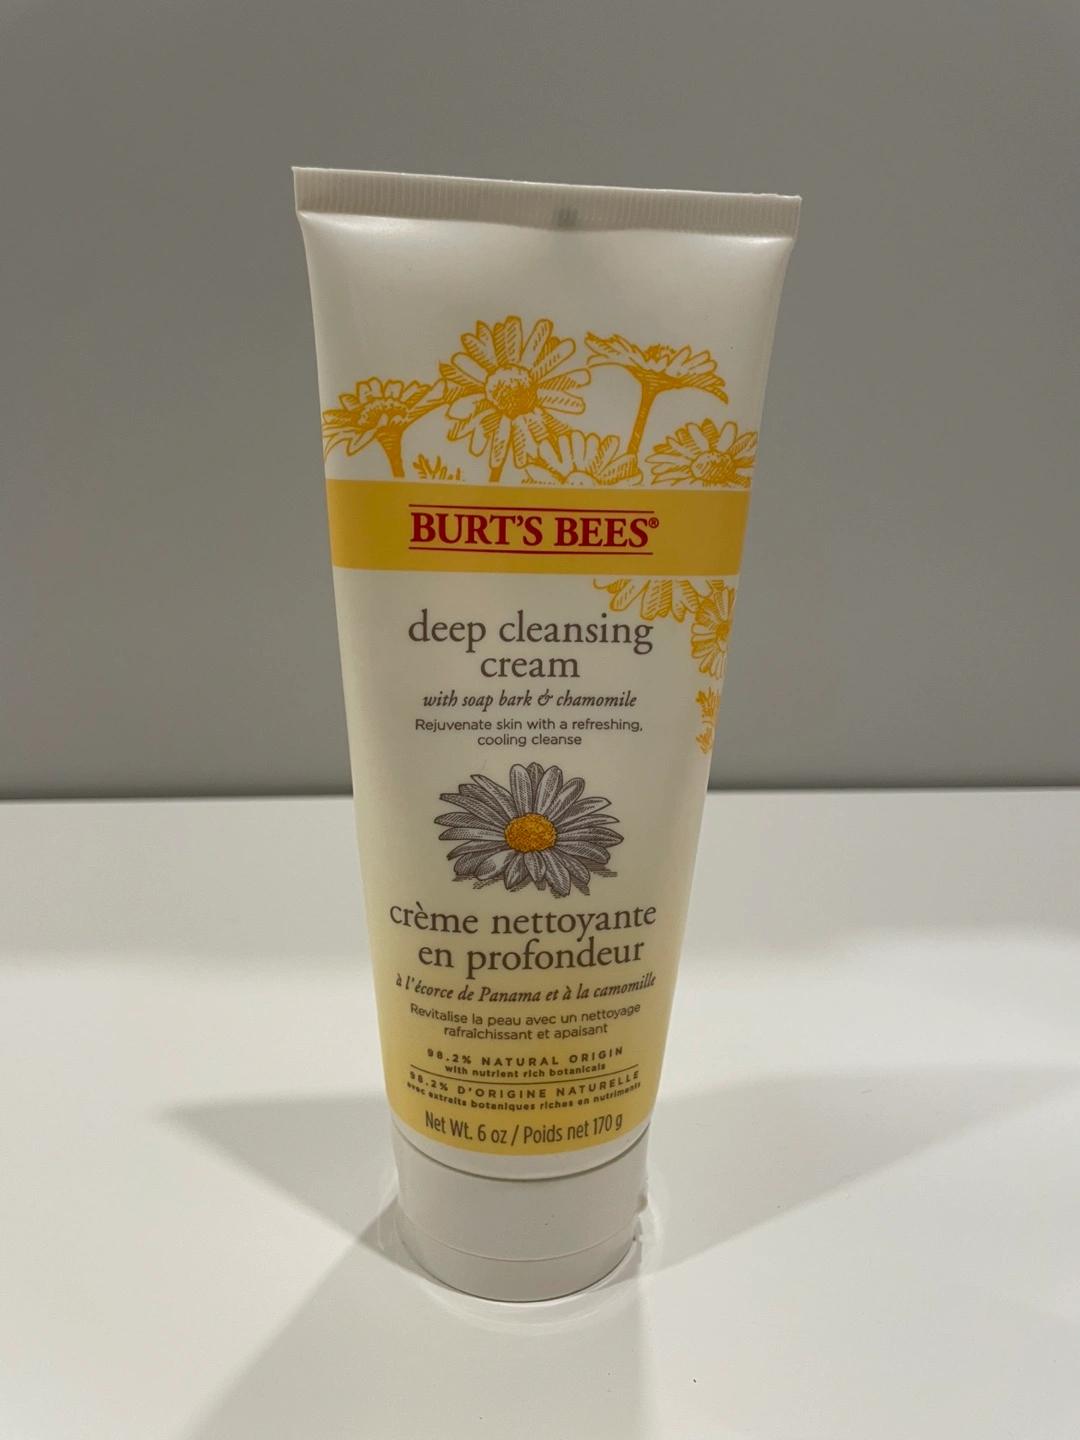 BURT'S BEES®
deep cleansing
cream
with soap bark & chamomile
Rejuvenate skin with a refreshing,
cooling cleanse
crème nettoyante
en profondeur
à l'écorce de Panama et à la camomille
Revitalise la peau avec un nettoyage
rafraîchissant et apaisant
98.2% NATURAL ORIGIN
with nutrient rich botanicals
98.2% D'ORIGINE NATURELLE
avec extraits botaniques riches en nutriments
Net Wt. 6 oz / Poids net 170 g